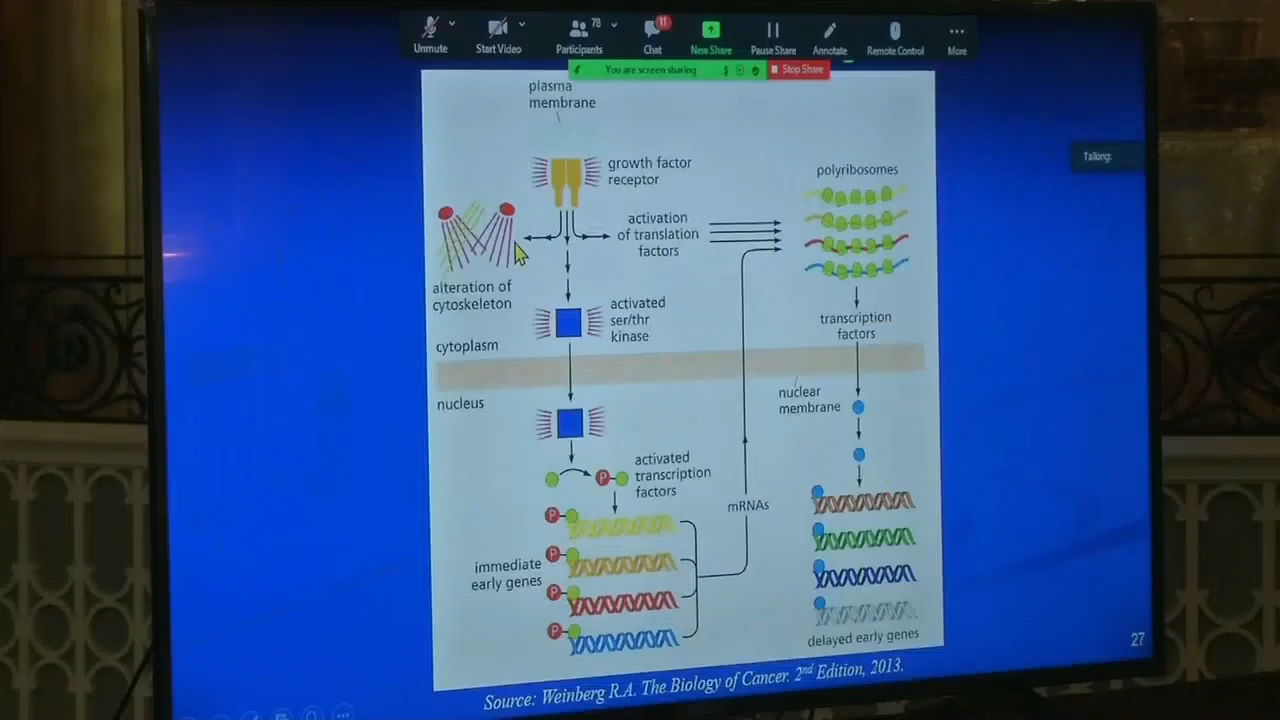 Unmute
Start Video
78
Participants
11
Chat
New Share
Pause Share
Annotate
Remote Control
More
You are screen sharing
Stop Share
Talking:
plasma
membrane
growth factor
receptor
polyribosomes
activation
of translation
factors
alteration of
cytoskeleton
activated
ser/thr
kinase
transcription
factors
cytoplasm
nucleus
nuclear
membrane
activated
transcription
factors
P
mRNAs
P
immediate
early genes
P
P
P
delayed early genes
27
Source: Weinberg R.A. The Biology of Cancer. 2nd Edition, 2013.